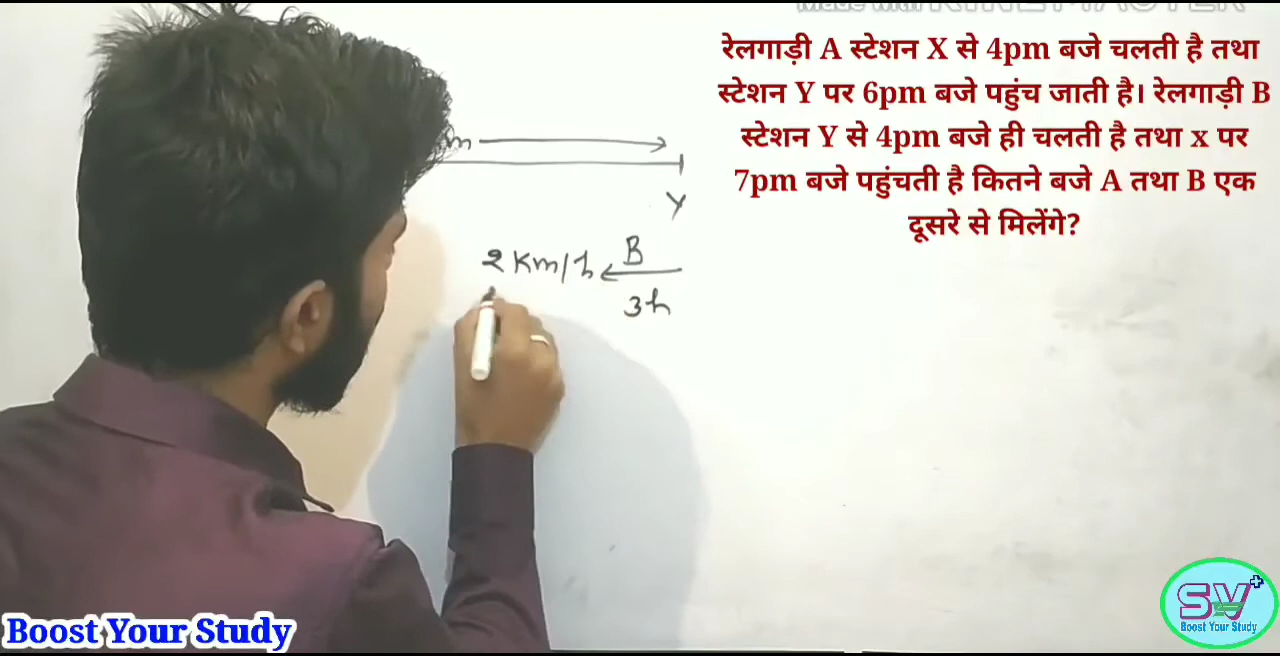 रेलगाड़ी A स्टेशन X से 4pm बजे चलती है तथा
स्टेशन Y पर 6pm बजे पहुंच जाती है। रेलगाड़ी B
स्टेशन Y से 4pm बजे ही चलती है तथा x पर
7pm बजे पहुंचती है कितने बजे A तथा B एक
दूसरे से मिलेंगे?
m
Y
2 Km/h B
3h
Boost Your Study
SV+
Boost Your Study